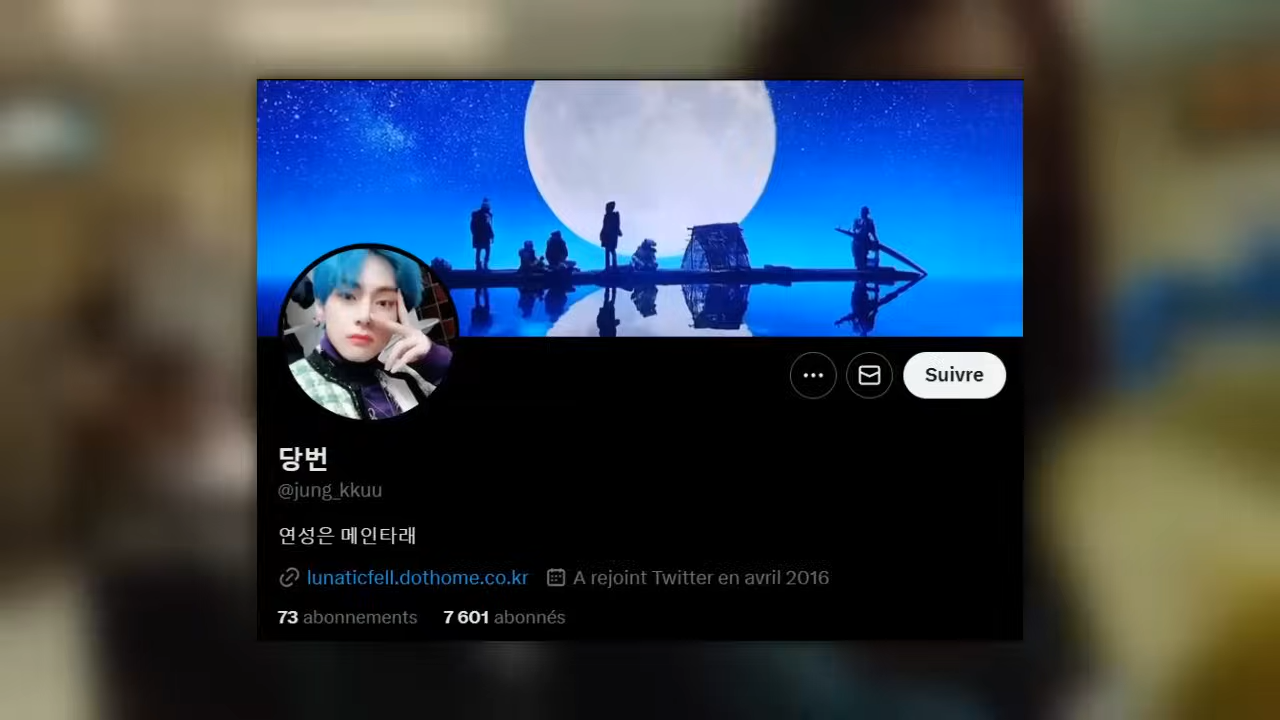 Suivre
당번
@jung_kkuu
연성은 메인타래
lunaticfell.dothome.co.kr A rejoint Twitter en avril 2016
73 abonnements 7 601 abonnés